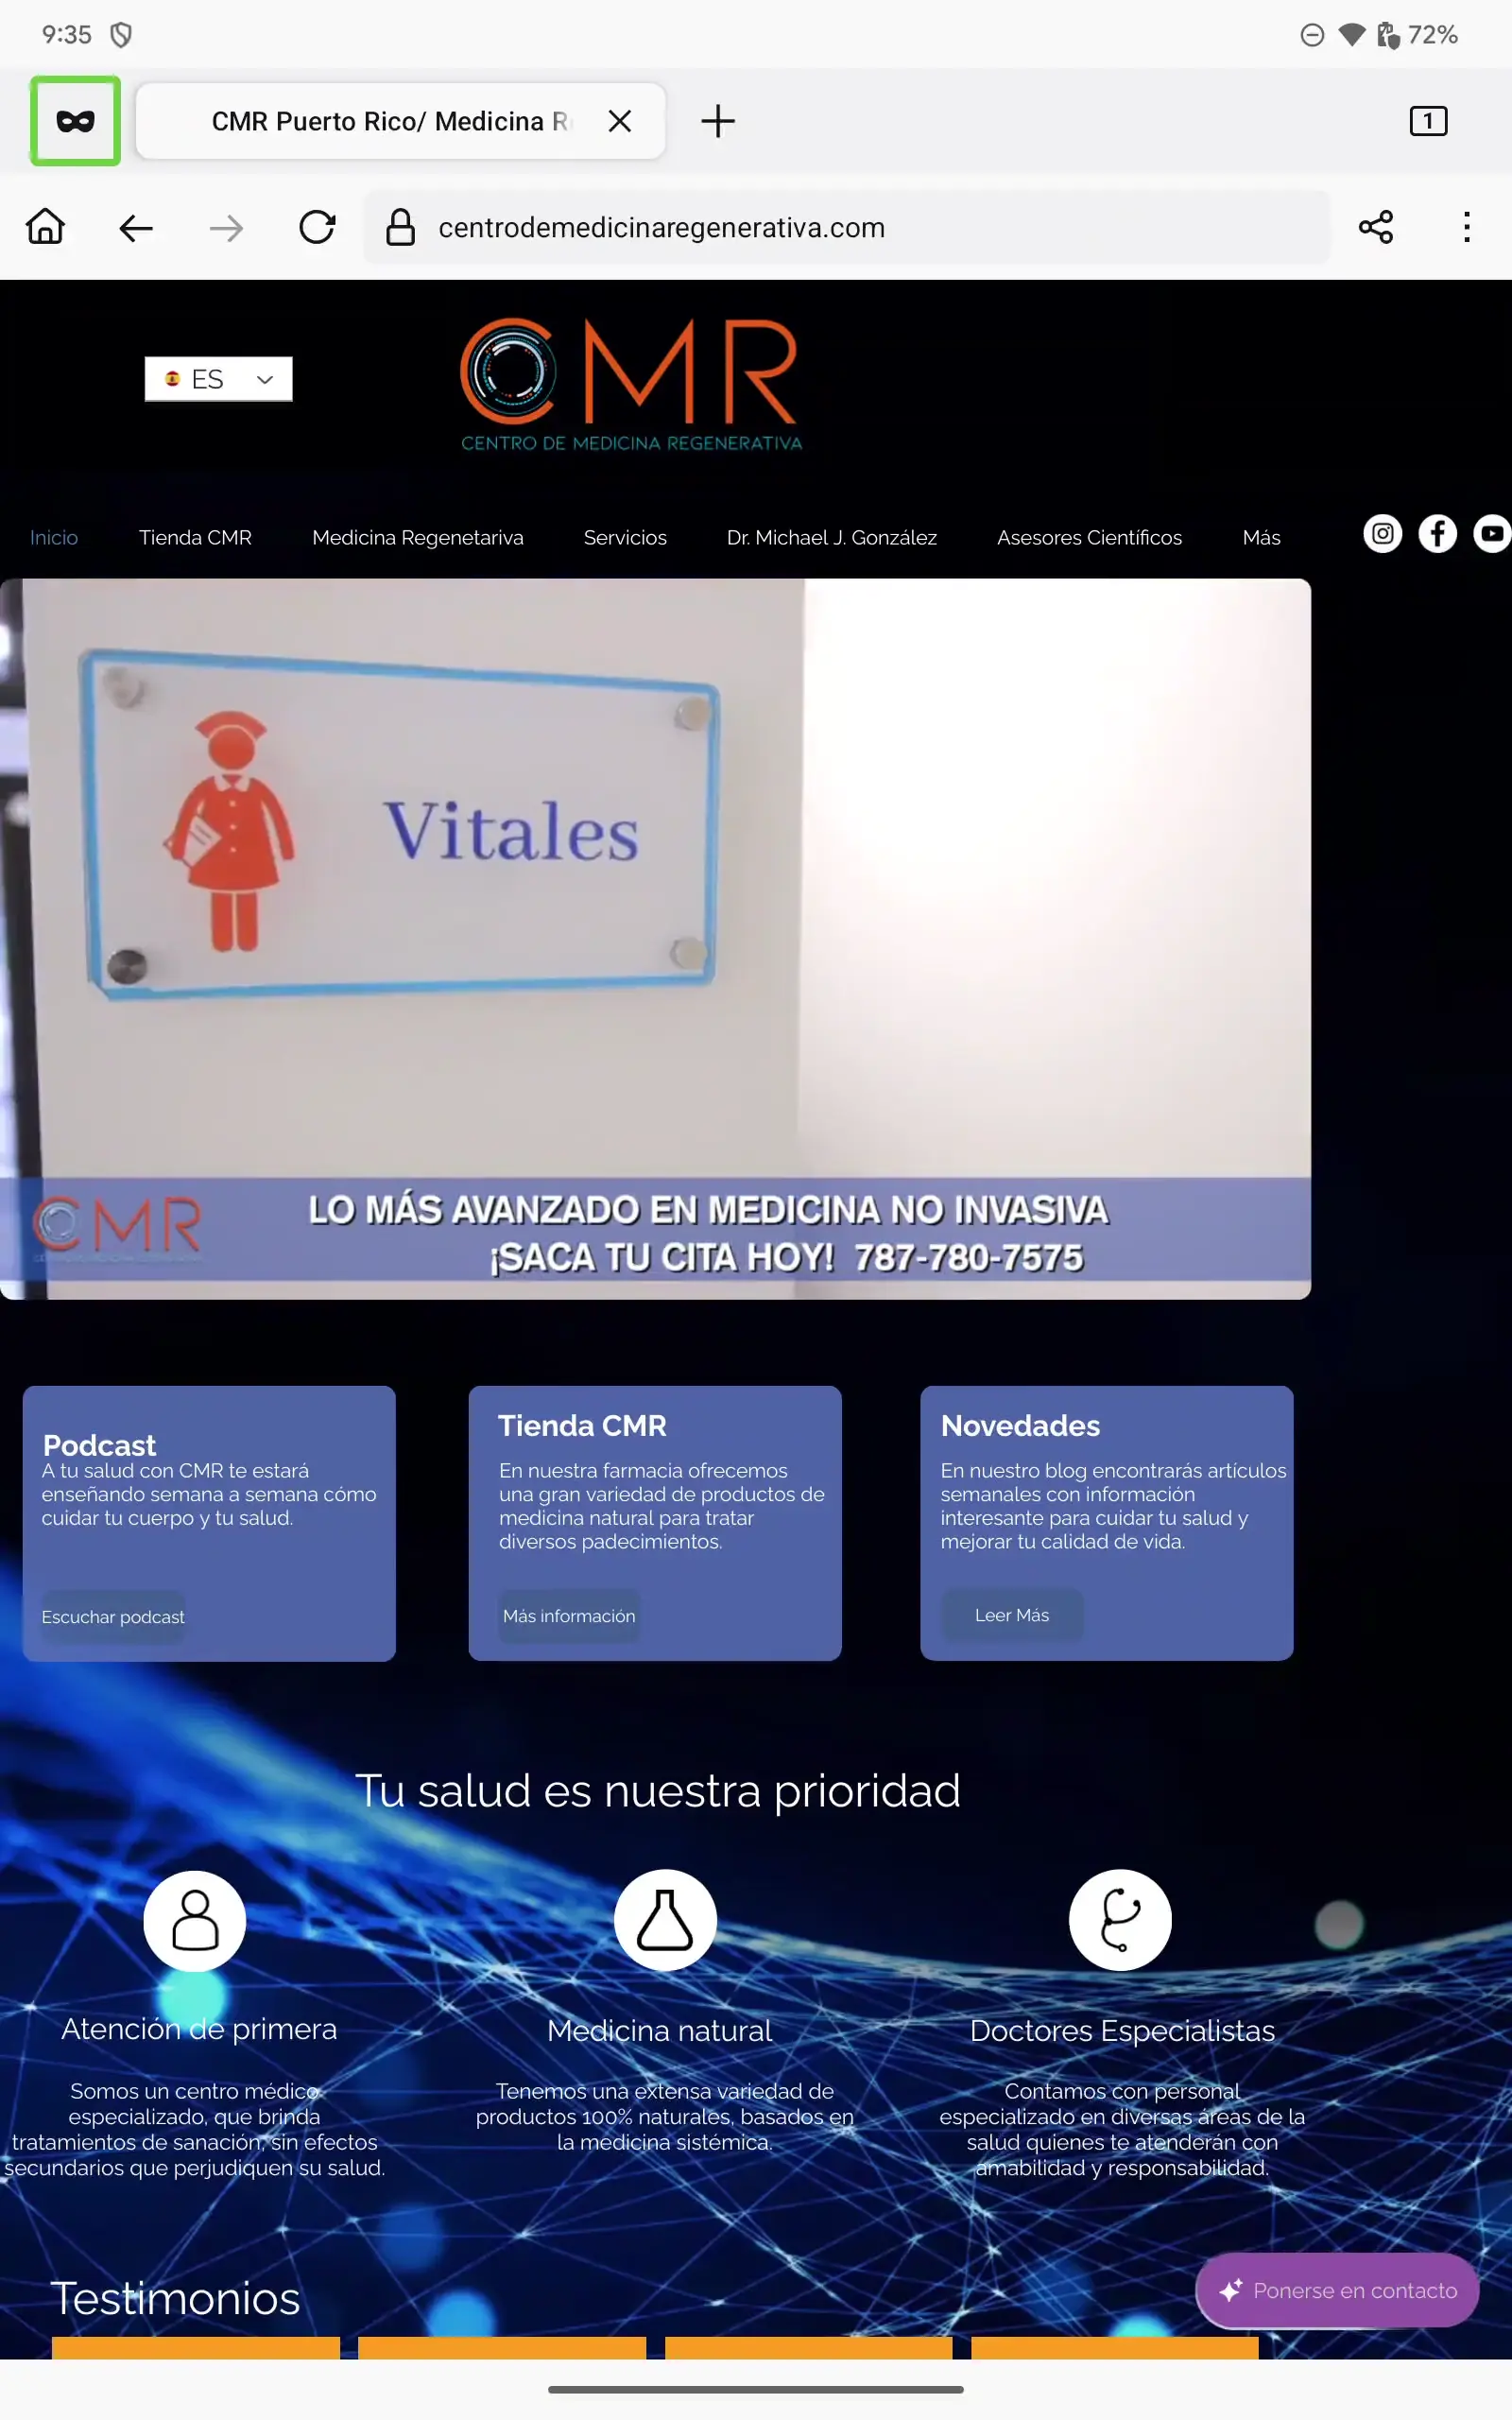 9:35
72%
CMR Puerto Rico/ Medicina R
1
centrodemedicinaregenerativa.com
ES
CMR
CENTRO DE MEDICINA REGENERATIVA
Inicio
Tienda CMR
Medicina Regenetariva
Servicios
Dr. Michael J. González
Asesores Científicos
Más
Vitales
CMR
LO MÁS AVANZADO EN MEDICINA NO INVASIVA
¡SACA TU CITA HOY! 787-780-7575
Podcast
A tu salud con CMR te estará
enseñando semana a semana cómo
cuidar tu cuerpo y tu salud.
Escuchar podcast
Tienda CMR
En nuestra farmacia ofrecemos
una gran variedad de productos de
medicina natural para tratar
diversos padecimientos.
Más información
Novedades
En nuestro blog encontrarás artículos
semanales con información
interesante para cuidar tu salud y
mejorar tu calidad de vida.
Leer Más
Tu salud es nuestra prioridad
Atención de primera
Somos un centro médico
especializado, que brinda
tratamientos de sanación, sin efectos
secundarios que perjudiquen su salud.
Medicina natural
Tenemos una extensa variedad de
productos 100% naturales, basados en
la medicina sistémica.
Doctores Especialistas
Contamos con personal
especializado en diversas áreas de la
salud quienes te atenderán con
amabilidad y responsabilidad.
Testimonios
Ponerse en contacto